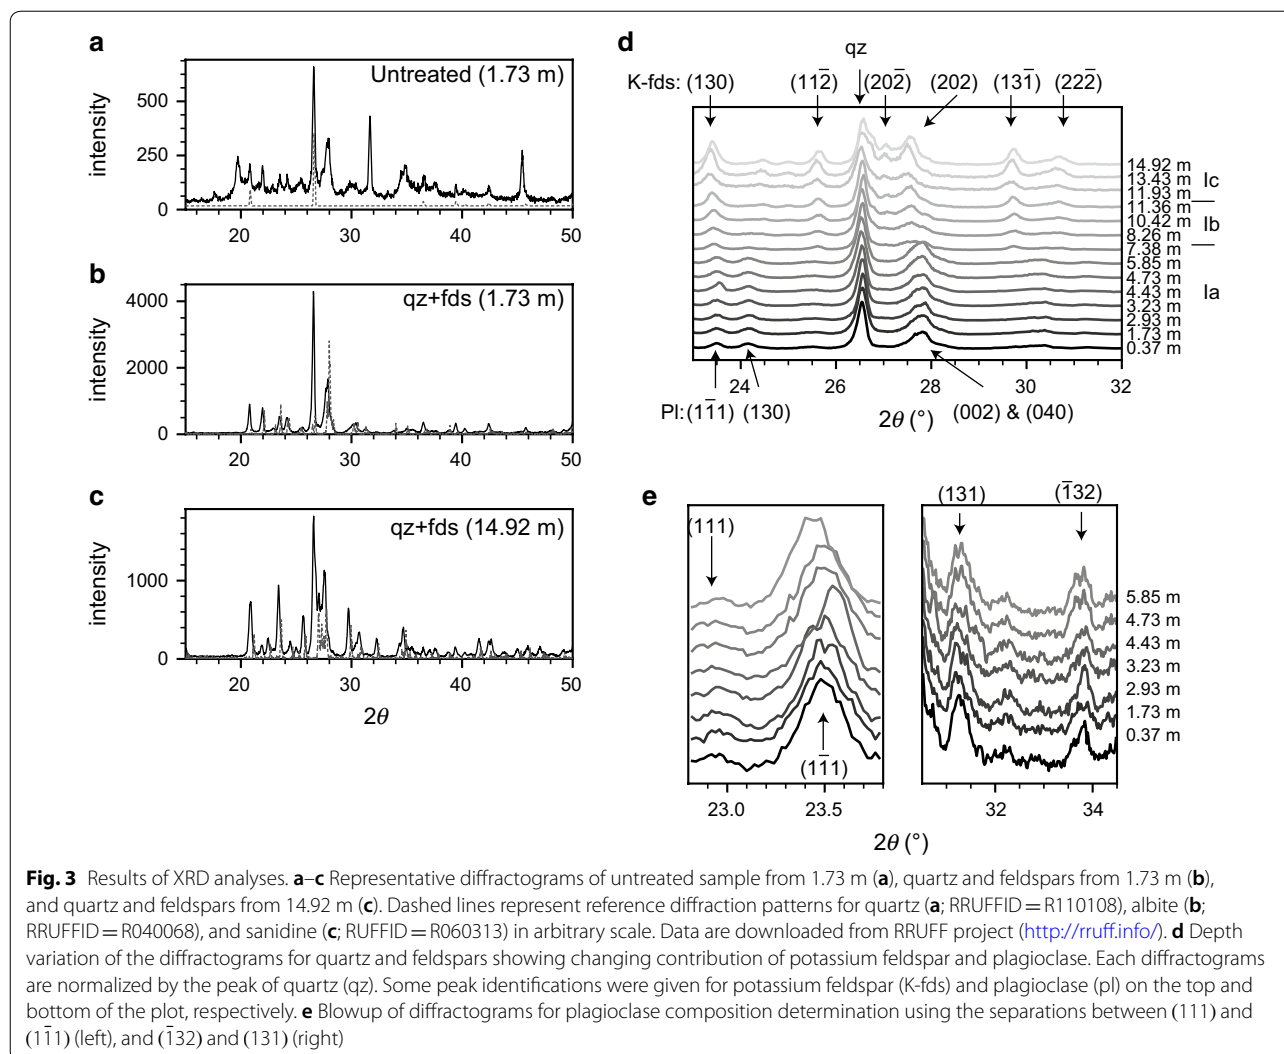 a
Untreated (1.73 m)
500
250
0
intensity
20 30 40 50
b
qz+fds (1.73 m)
4000
2000
0
intensity
20 30 40 50
c
qz+fds (14.92 m)
1000
0
intensity
20 30 40 50
2θ
d
qz
K-fds: (130) (112̅) (202̅) (202) (131̅) (222̅)
14.92 m
13.43 m
11.93 m
11.36 m
10.42 m
8.26 m
7.38 m
5.85 m
4.73 m
4.43 m
3.23 m
2.93 m
1.73 m
0.37 m
Ic
Ib
Ia
24 26 28 30 32
Pl:(11̅1) (130) 2θ (°) (002) & (040)
e
(111)
(11̅1)
23.0 23.5
(131) (1̅32)
5.85 m
4.73 m
4.43 m
3.23 m
2.93 m
1.73 m
0.37 m
32 34
2θ (°)
Fig. 3 Results of XRD analyses. a–c Representative diffractograms of untreated sample from 1.73 m (a), quartz and feldspars from 1.73 m (b),
and quartz and feldspars from 14.92 m (c). Dashed lines represent reference diffraction patterns for quartz (a; RRUFFID = R110108), albite (b;
RRUFFID = R040068), and sanidine (c; RUFFID = R060313) in arbitrary scale. Data are downloaded from RRUFF project (http://rruff.info/). d Depth
variation of the diffractograms for quartz and feldspars showing changing contribution of potassium feldspar and plagioclase. Each diffractograms
are normalized by the peak of quartz (qz). Some peak identifications were given for potassium feldspar (K-fds) and plagioclase (pl) on the top and
bottom of the plot, respectively. e Blowup of diffractograms for plagioclase composition determination using the separations between (111) and
(11̅1) (left), and (1̅32) and (131) (right)